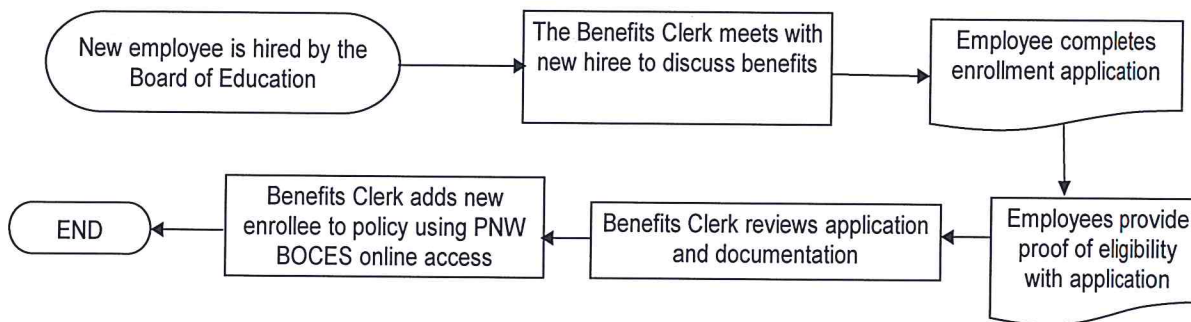 New employee is hired by the
Board of Education
The Benefits Clerk meets with
new hiree to discuss benefits
Employee completes
enrollment application
Employees provide
proof of eligibility
with application
Benefits Clerk reviews application
and documentation
Benefits Clerk adds new
enrollee to policy using PNW
BOCES online access
END